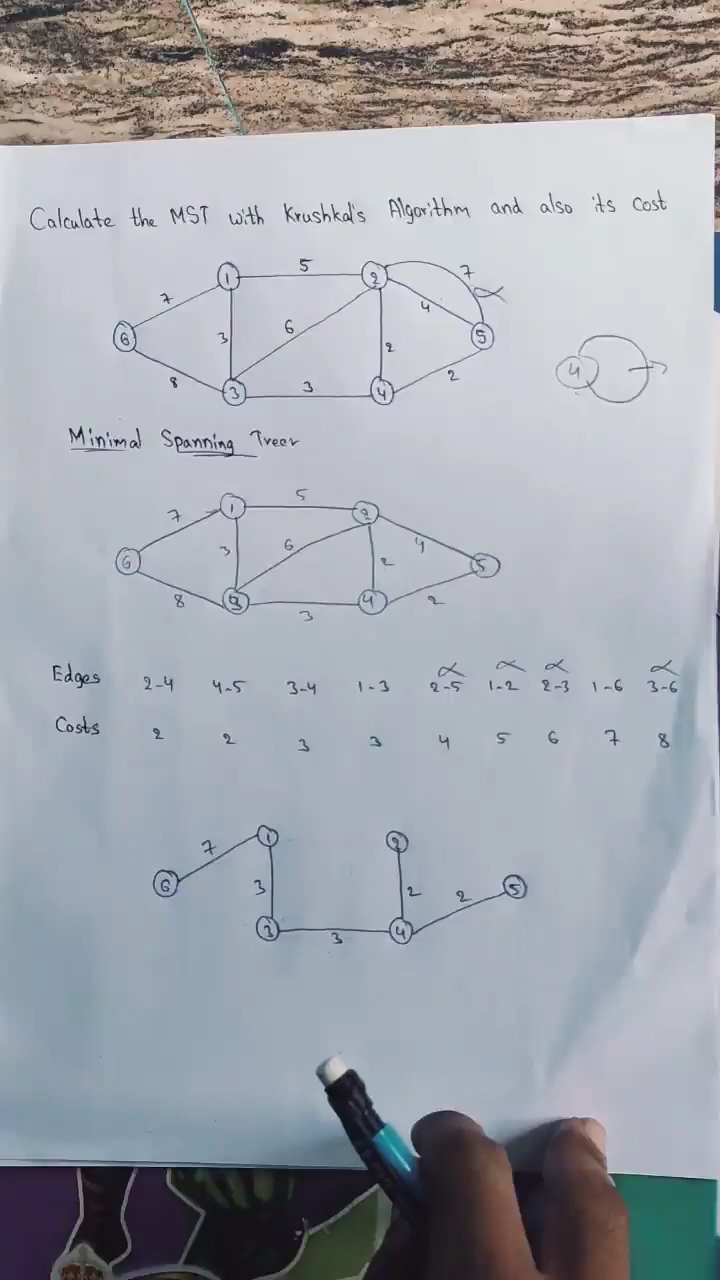 Calculate the MST with Krushkal's Algorithm and also its cost
1 5 2 7
7 4
6 3 6 2 5
8 3 3 4 2
4
Minimal Spanning Tree
1 5 2
7 4
6 3 6 2 5
8 3 3 4 2
Edges 2-4 4-5 3-4 1-3 2-5 1-2 2-3 1-6 3-6
Costs 2 2 3 3 4 5 6 7 8
7 1 2
6 3 2 2 5
3 3 4